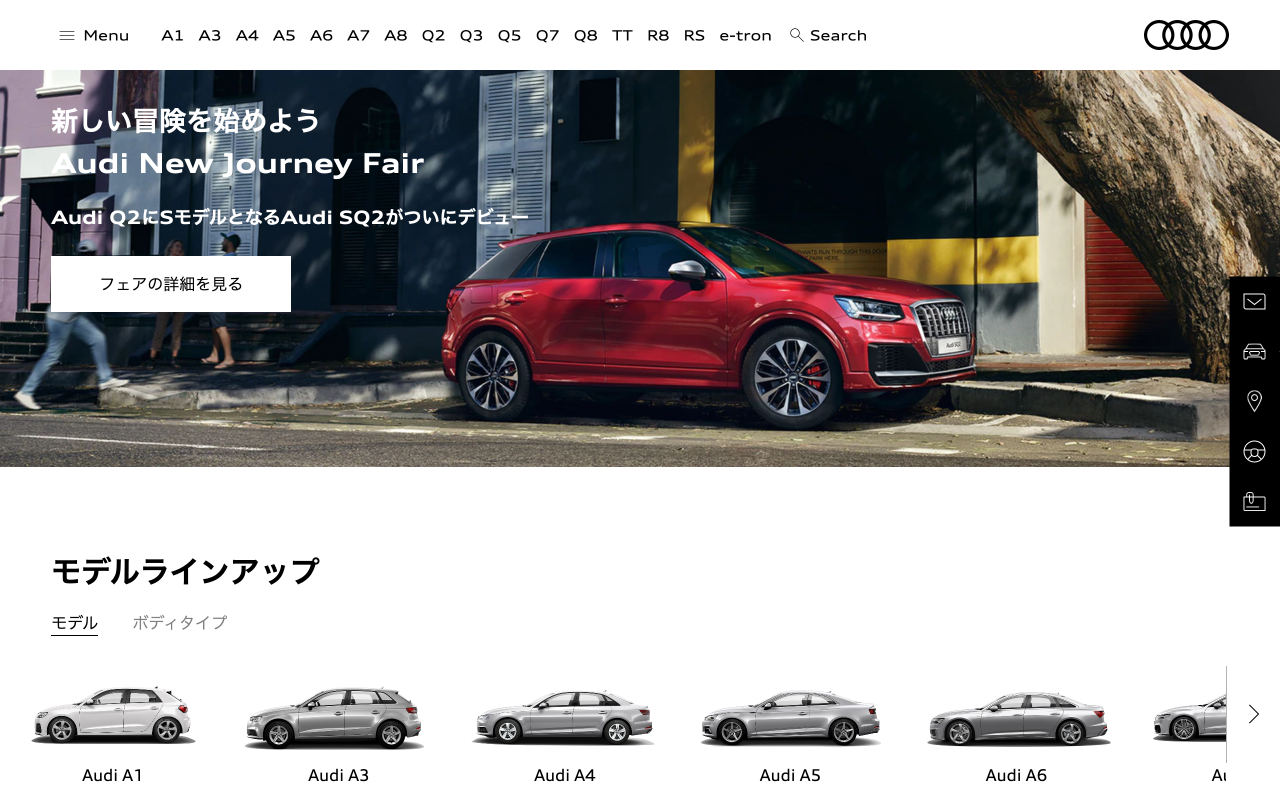 Menu A1 A3 A4 A5 A6 A7 A8 Q2 Q3 Q5 Q7 Q8 TT R8 RS e-tron Search
新しい冒険を始めよう
Audi New Journey Fair
Audi Q2にSモデルとなるAudi SQ2がついにデビュー
フェアの詳細を見る
Audi SQ2
モデルラインアップ
モデル ボディタイプ
Audi A1 Audi A3 Audi A4 Audi A5 Audi A6